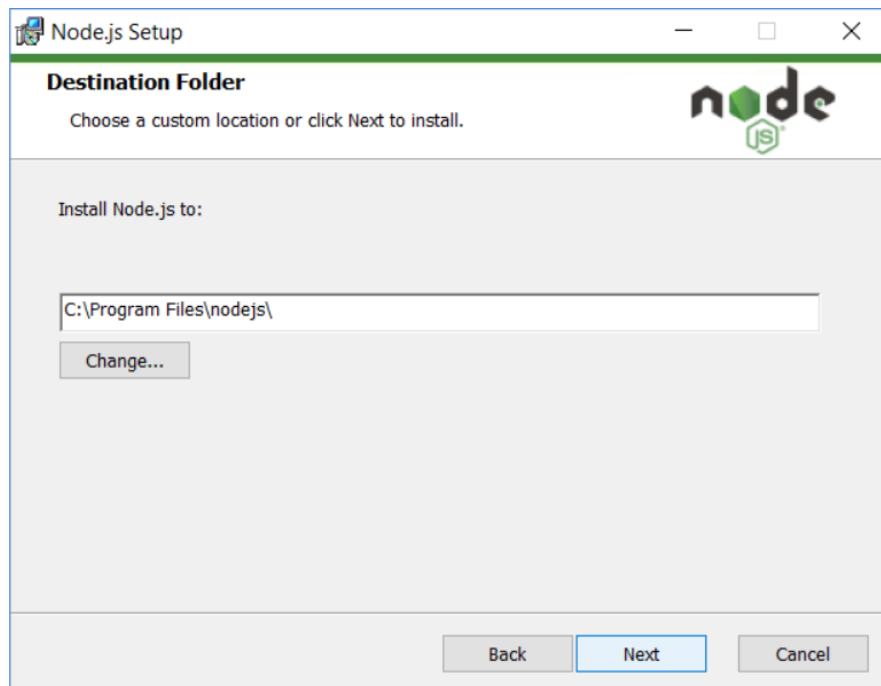 Node.js Setup
Destination Folder
Choose a custom location or click Next to install.
node
JS
Install Node.js to:
C:\Program Files\nodejs\
Change...
Back Next Cancel